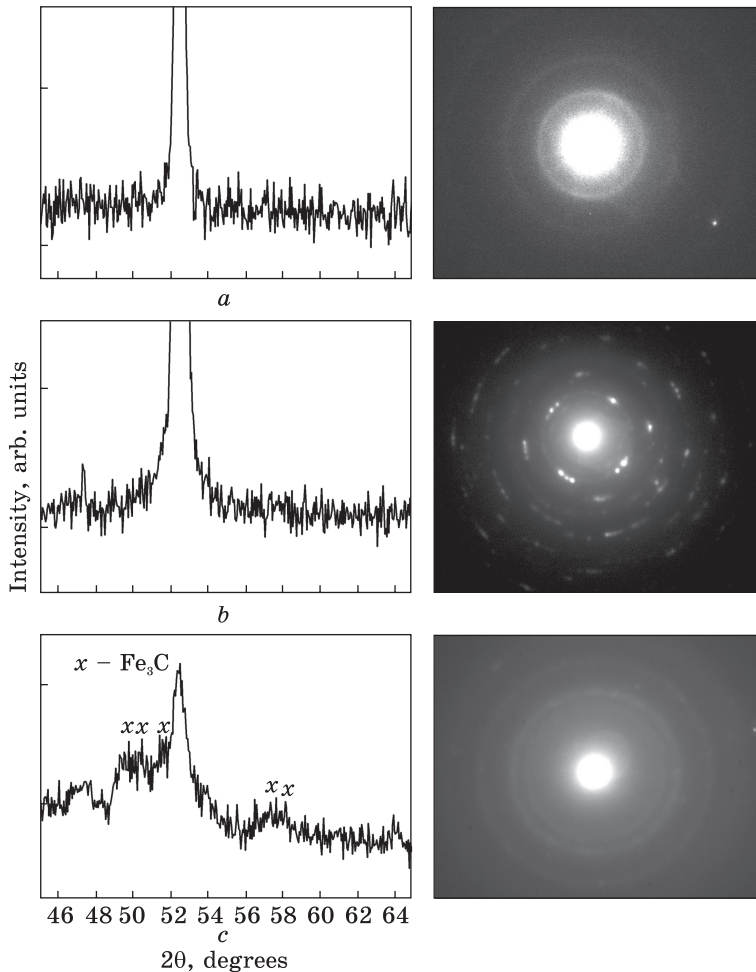 a
Intensity, arb. units
b
x – Fe₃C
xx x
x x
46 48 50 52 54 56 58 60 62 64
c
2θ, degrees